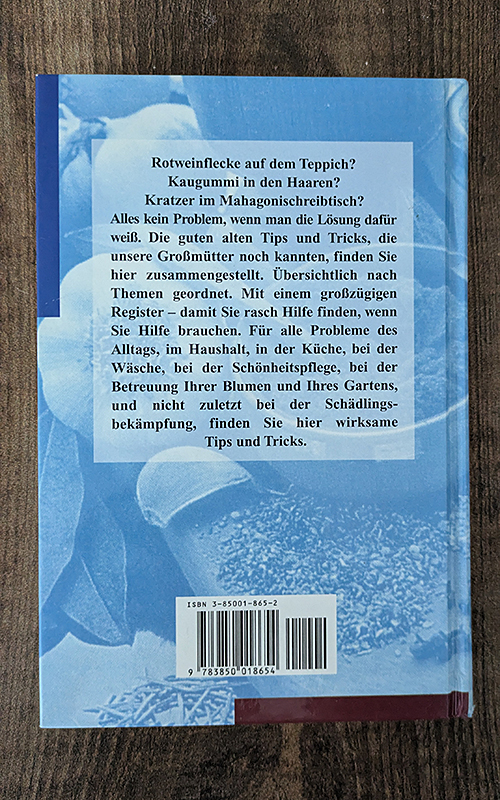 Rotweinflecke auf dem Teppich?
Kaugummi in den Haaren?
Kratzer im Mahagonischreibtisch?
Alles kein Problem, wenn man die Lösung dafür
weiß. Die guten alten Tips und Tricks, die
unsere Großmütter noch kannten, finden Sie
hier zusammengestellt. Übersichtlich nach
Themen geordnet. Mit einem großzügigen
Register – damit Sie rasch Hilfe finden, wenn
Sie Hilfe brauchen. Für alle Probleme des
Alltags, im Haushalt, in der Küche, bei der
Wäsche, bei der Schönheitspflege, bei der
Betreuung Ihrer Blumen und Ihres Gartens,
und nicht zuletzt bei der Schädlings-
bekämpfung, finden Sie hier wirksame
Tips und Tricks.
ISBN 3-85001-865-2
9 783850 018654